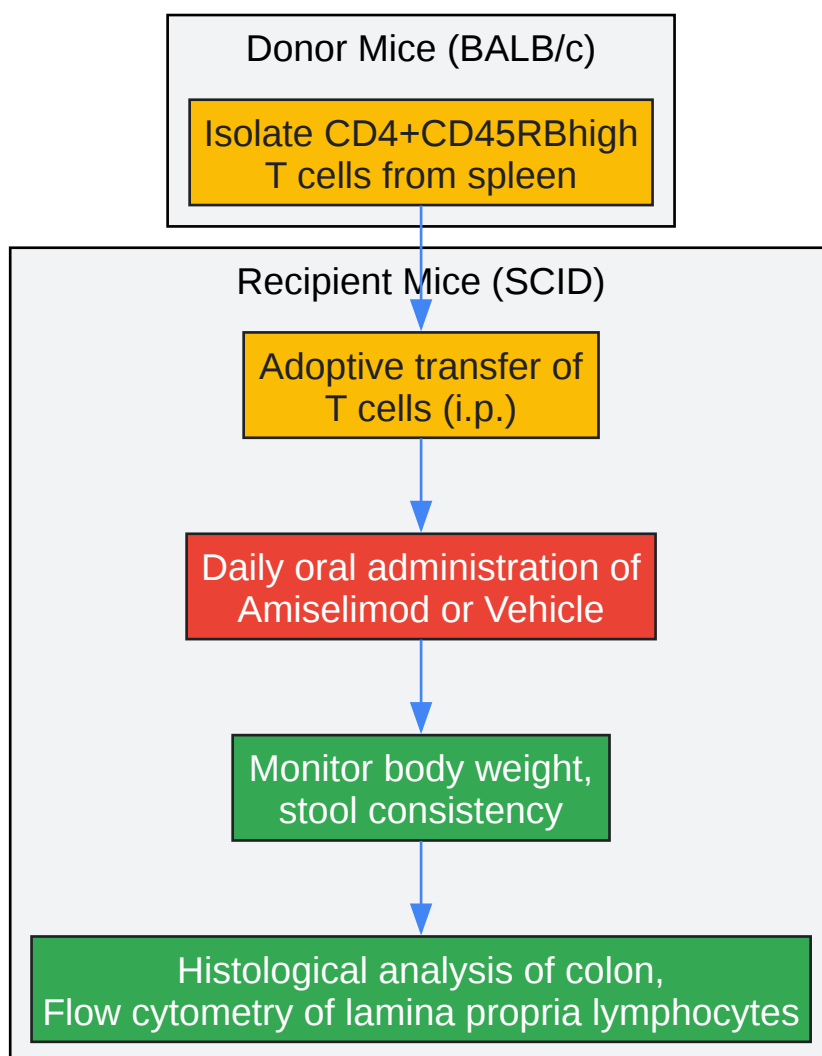 Donor Mice (BALB/c)
Isolate CD4+CD45RBhigh
T cells from spleen
Recipient Mice (SCID)
Adoptive transfer of
T cells (i.p.)
Daily oral administration of
Amiselimod or Vehicle
Monitor body weight,
stool consistency
Histological analysis of colon,
Flow cytometry of lamina propria lymphocytes